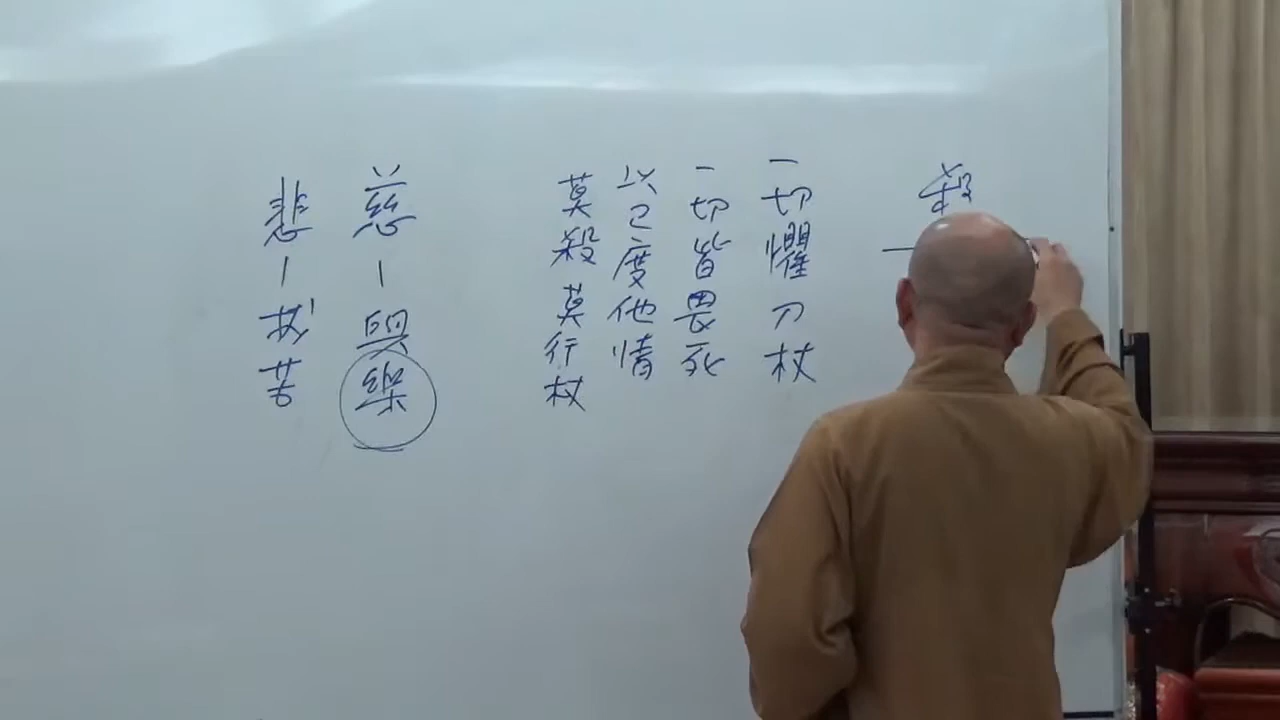 殺
一切懼刀杖
一切皆畏死
以己度他情
莫殺莫行杖
慈－與樂
悲－拔苦